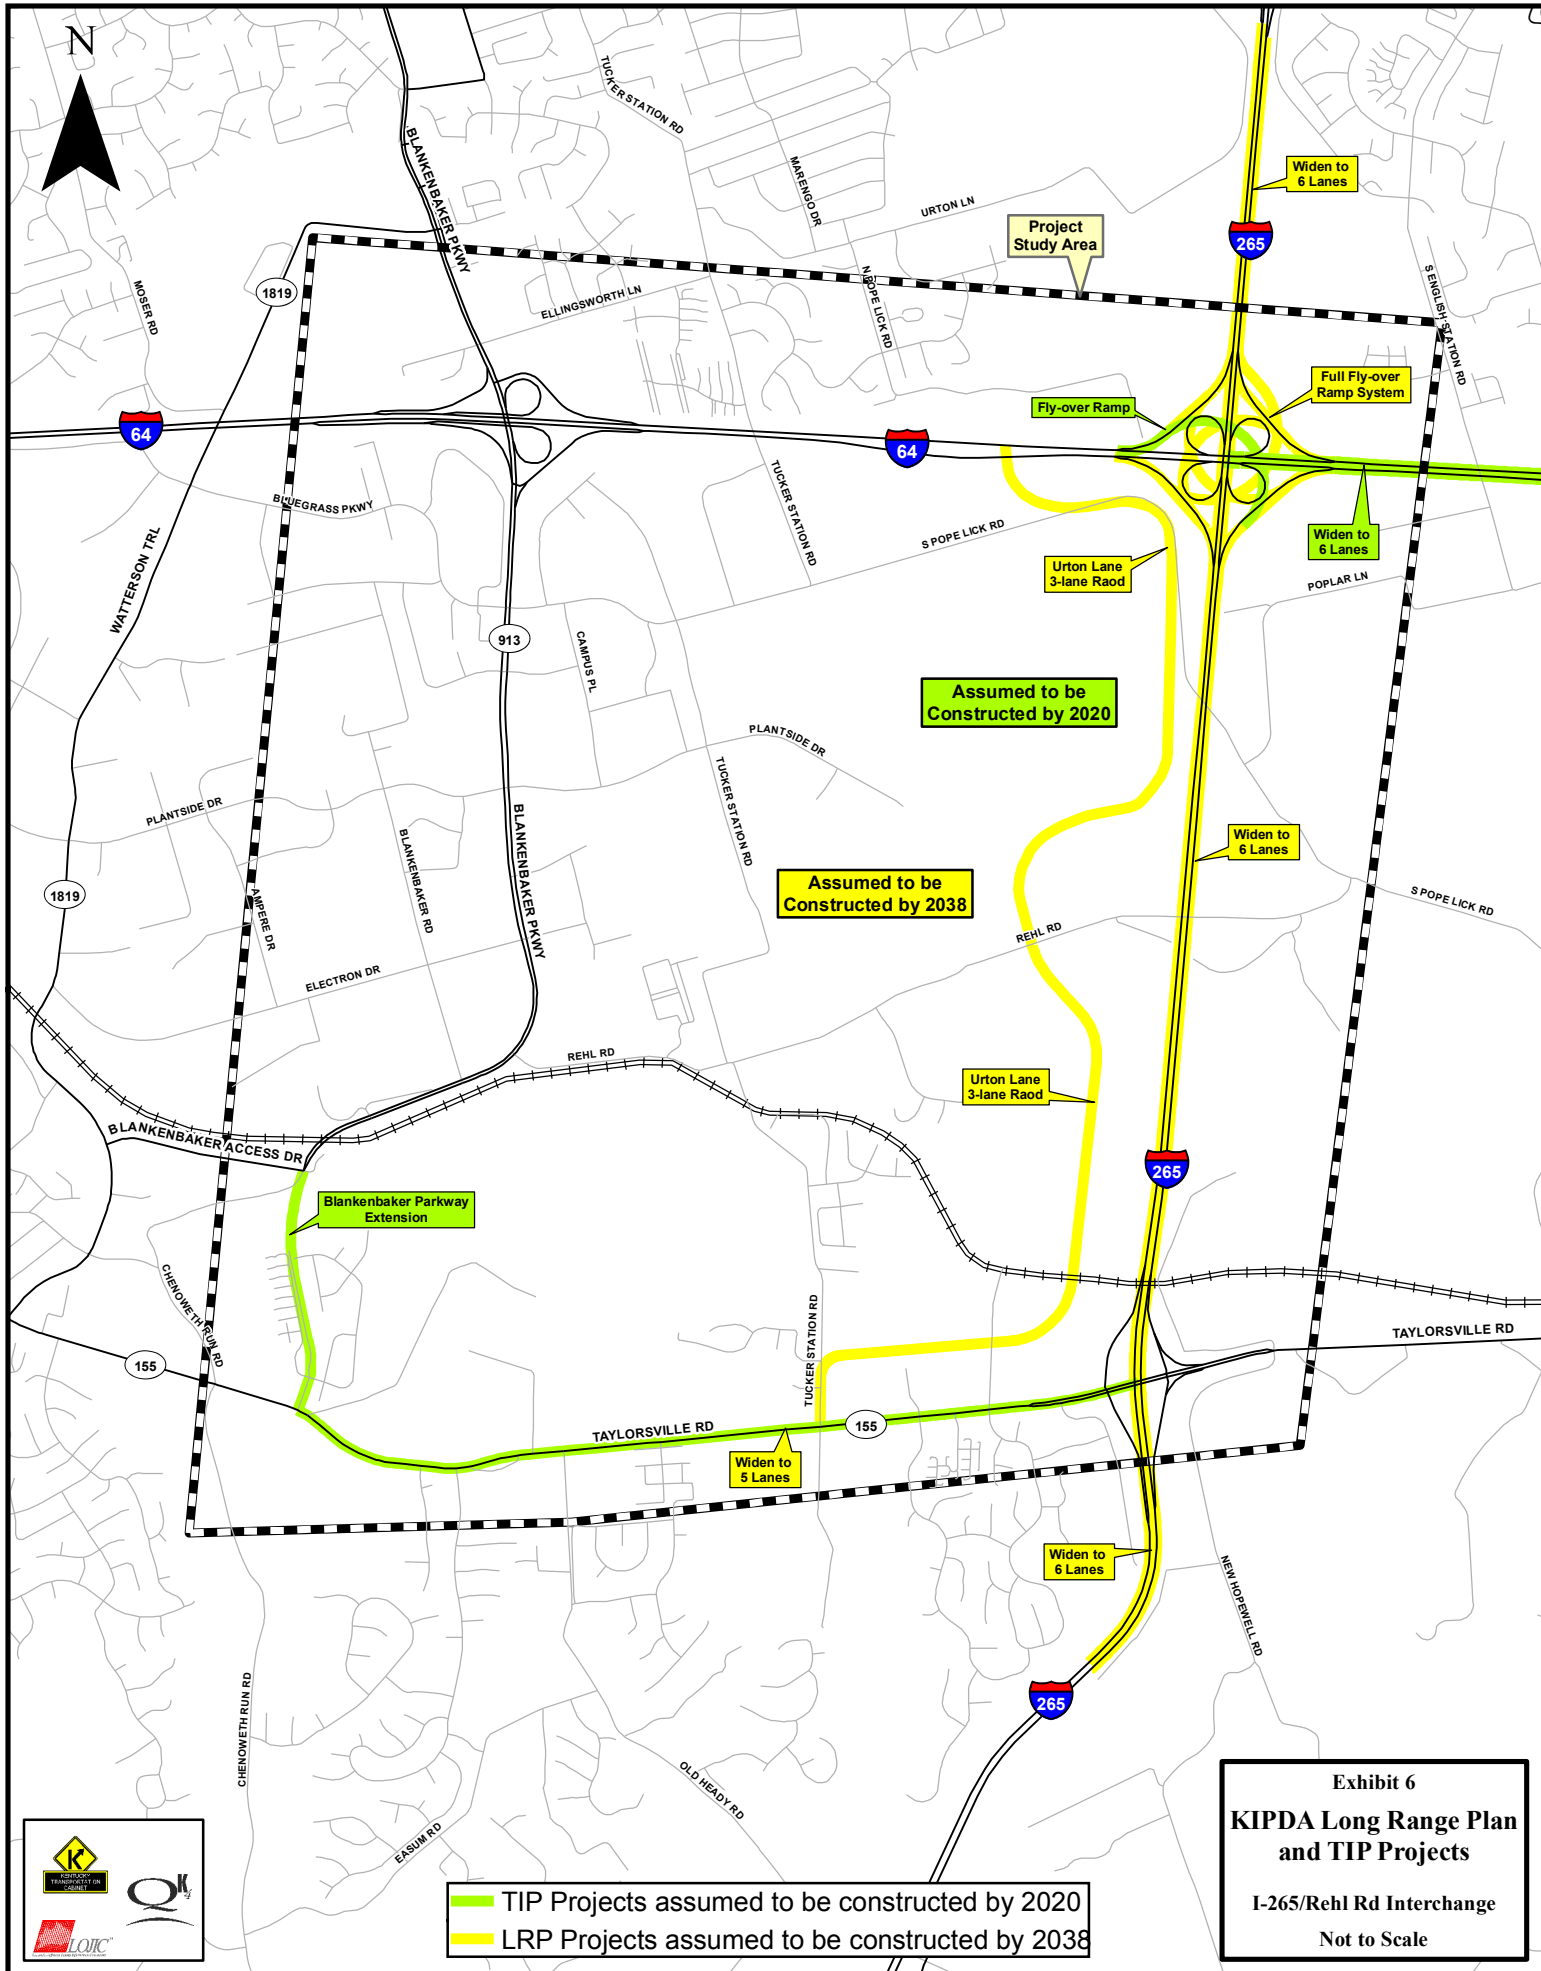 N
TUCKER STATION RD
BLANKENBAKER PKWY
MARENGO DR
URTON LN
Widen to
6 Lanes
Project
Study Area
265
1819
MOSER RD
ELLINGSWORTH LN
N POPE LICK RD
S ENGLISH STATION RD
Full Fly-over
Ramp System
Fly-over Ramp
64
64
BLUEGRASS PKWY
TUCKER STATION RD
S POPE LICK RD
Widen to
6 Lanes
WATTERSON TRL
Urton Lane
3-lane Raod
POPLAR LN
913
CAMPUS PL
Assumed to be
Constructed by 2020
PLANTSIDE DR
TUCKER STATION RD
PLANTSIDE DR
BLANKENBAKER RD
BLANKENBAKER PKWY
Widen to
6 Lanes
Assumed to be
Constructed by 2038
1819
AMPERE DR
S POPE LICK RD
REHL RD
ELECTRON DR
REHL RD
Urton Lane
3-lane Raod
BLANKENBAKER ACCESS DR
265
Blankenbaker Parkway
Extension
CHENOWETH RUN RD
TUCKER STATION RD
TAYLORSVILLE RD
155
TAYLORSVILLE RD
155
Widen to
5 Lanes
Widen to
6 Lanes
NEW HOPEWELL RD
CHENOWETH RUN RD
265
OLD HEADY RD
EASUM RD
Exhibit 6
KIPDA Long Range Plan
and TIP Projects
I-265/Rehl Rd Interchange
Not to Scale
K
KENTUCKY
TRANSPORTATION
CABINET
QK4
LOJIC
TIP Projects assumed to be constructed by 2020
LRP Projects assumed to be constructed by 2038